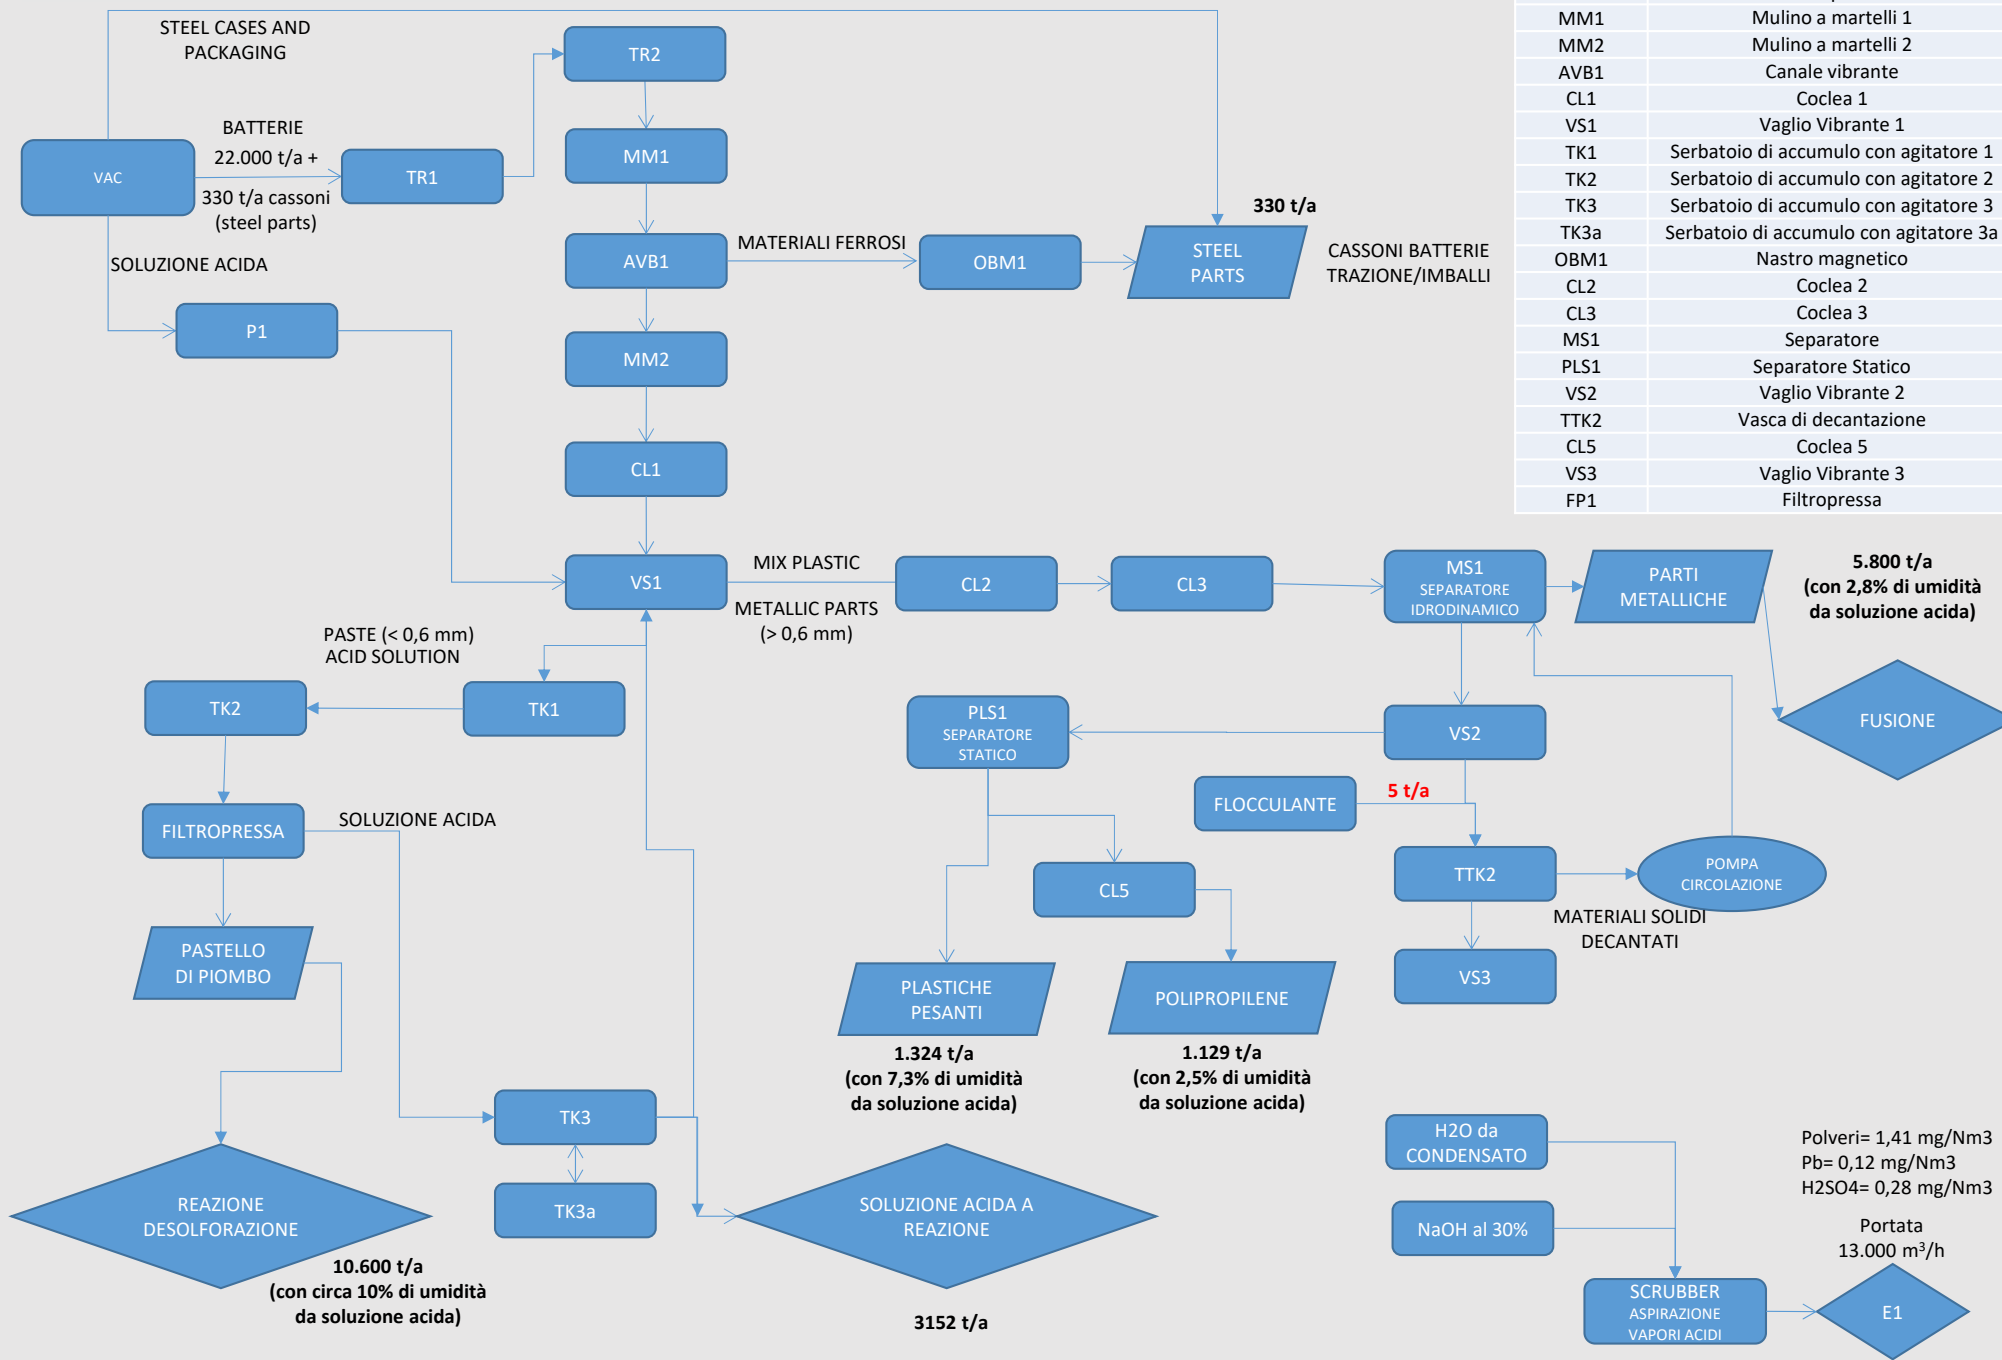 STEEL CASES AND
PACKAGING
TR2
MM1 Mulino a martelli 1
MM2 Mulino a martelli 2
AVB1 Canale vibrante
CL1 Coclea 1
VS1 Vaglio Vibrante 1
TK1 Serbatoio di accumulo con agitatore 1
TK2 Serbatoio di accumulo con agitatore 2
TK3 Serbatoio di accumulo con agitatore 3
TK3a Serbatoio di accumulo con agitatore 3a
OBM1 Nastro magnetico
CL2 Coclea 2
CL3 Coclea 3
MS1 Separatore
PLS1 Separatore Statico
VS2 Vaglio Vibrante 2
TTK2 Vasca di decantazione
CL5 Coclea 5
VS3 Vaglio Vibrante 3
FP1 Filtropressa
VAC
BATTERIE
22.000 t/a +
330 t/a cassoni
(steel parts)
TR1
MM1
SOLUZIONE ACIDA
P1
AVB1
MATERIALI FERROSI
OBM1
330 t/a
STEEL
PARTS
CASSONI BATTERIE
TRAZIONE/IMBALLI
MM2
CL1
VS1
MIX PLASTIC
METALLIC PARTS
(> 0,6 mm)
CL2
CL3
MS1
SEPARATORE
IDRODINAMICO
PARTI
METALLICHE
5.800 t/a
(con 2,8% di umidità
da soluzione acida)
FUSIONE
PASTE (< 0,6 mm)
ACID SOLUTION
TK2
TK1
PLS1
SEPARATORE
STATICO
VS2
FLOCCULANTE
5 t/a
FILTROPRESSA
SOLUZIONE ACIDA
CL5
TTK2
POMPA
CIRCOLAZIONE
MATERIALI SOLIDI
DECANTATI
VS3
PASTELLO
DI PIOMBO
PLASTICHE
PESANTI
1.324 t/a
(con 7,3% di umidità
da soluzione acida)
POLIPROPILENE
1.129 t/a
(con 2,5% di umidità
da soluzione acida)
TK3
TK3a
REAZIONE
DESOLFORAZIONE
10.600 t/a
(con circa 10% di umidità
da soluzione acida)
SOLUZIONE ACIDA A
REAZIONE
3152 t/a
H2O da
CONDENSATO
NaOH al 30%
SCRUBBER
ASPIRAZIONE
VAPORI ACIDI
Polveri= 1,41 mg/Nm3
Pb= 0,12 mg/Nm3
H2SO4= 0,28 mg/Nm3
Portata
13.000 m³/h
E1